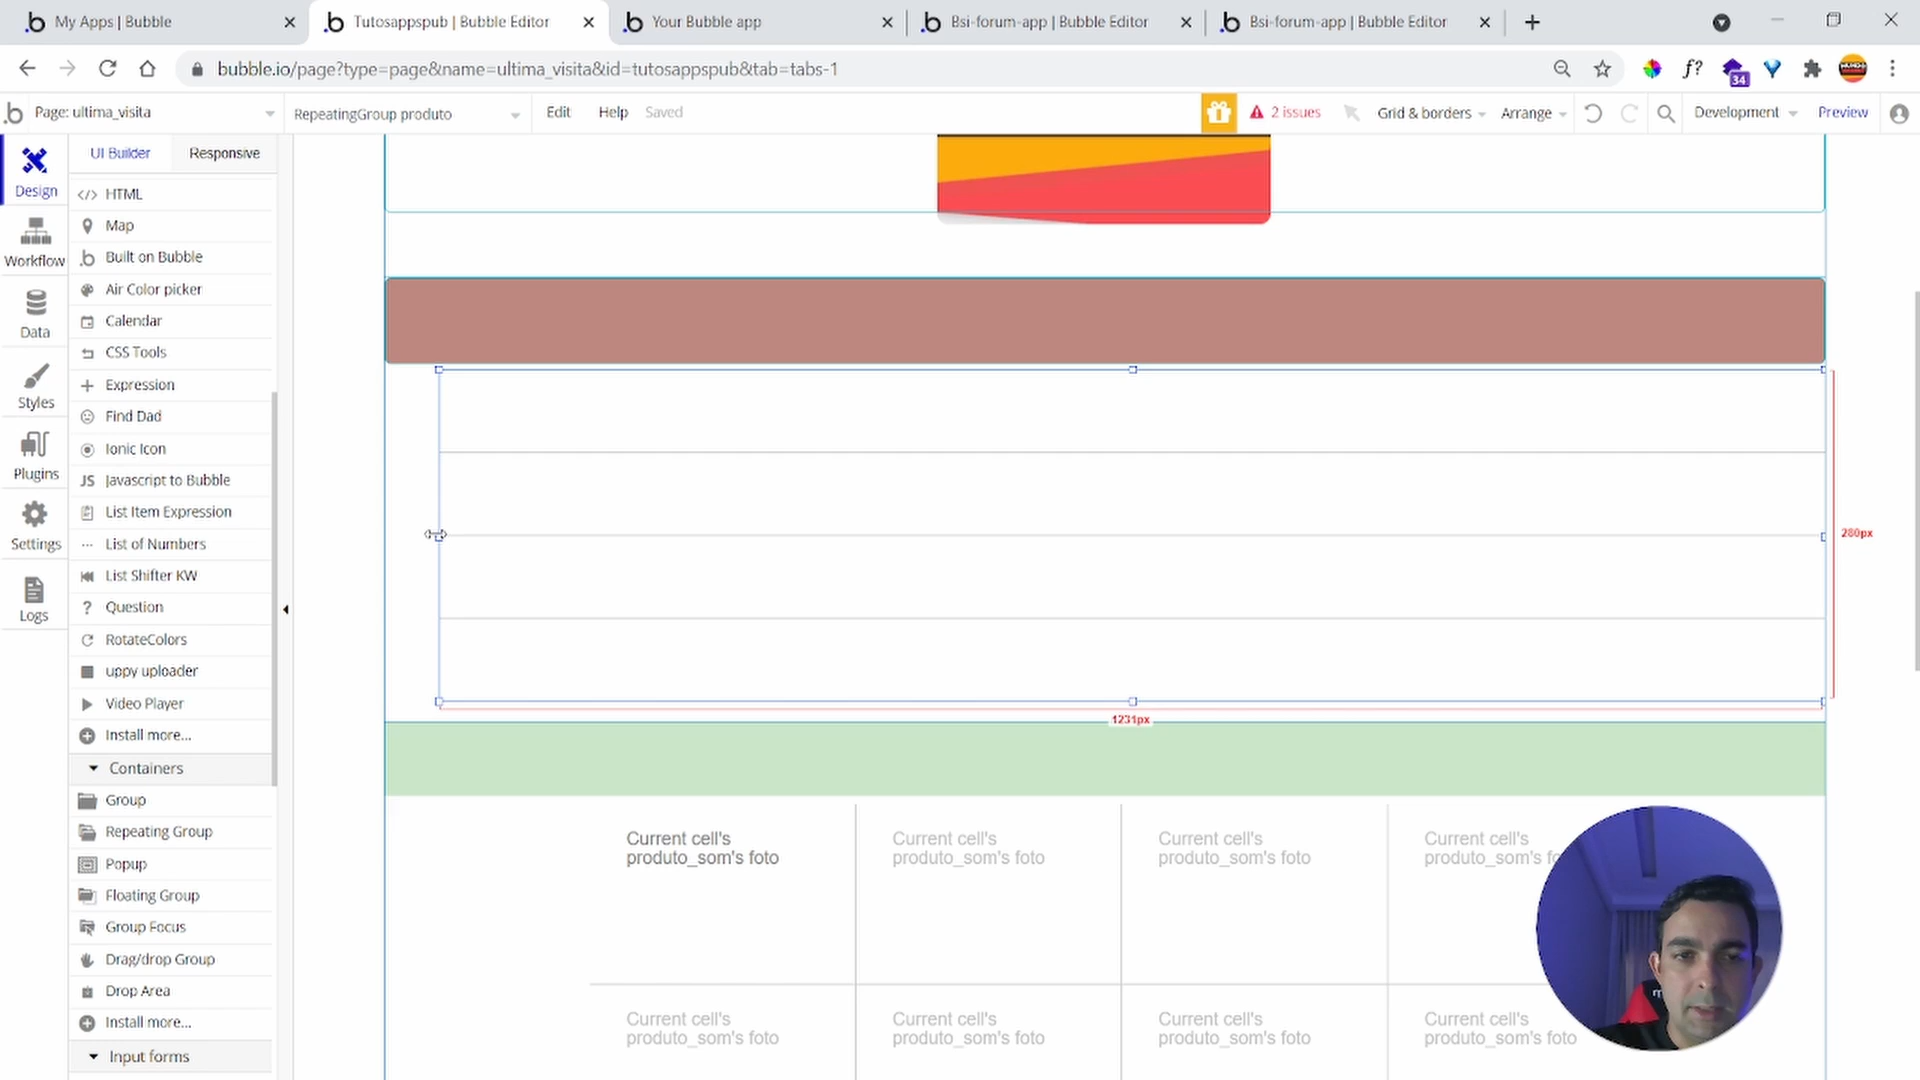 My Apps | Bubble
Tutosappspub | Bubble Editor
Your Bubble app
Bsi-forum-app | Bubble Editor
Bsi-forum-app | Bubble Editor
bubble.io/page?type=page&name=ultima_visita&id=tutosappspub&tab=tabs-1
f?
34
Page: ultima_visita
RepeatingGroup produto
Edit
Help
Saved
2 issues
Grid & borders
Arrange
Development
Preview
UI Builder
Responsive
Design
Workflow
Data
Styles
Plugins
Settings
Logs
HTML
Map
Built on Bubble
Air Color picker
Calendar
CSS Tools
Expression
Find Dad
Ionic Icon
JS Javascript to Bubble
List Item Expression
List of Numbers
List Shifter KW
Question
RotateColors
uppy uploader
Video Player
Install more...
Containers
Group
Repeating Group
Popup
Floating Group
Group Focus
Drag/drop Group
Drop Area
Install more...
Input forms
280px
1231px
Current cell's
produto_som's foto
Current cell's
produto_som's foto
Current cell's
produto_som's foto
Current cell's
produto_som's fo
Current cell's
produto_som's foto
Current cell's
produto_som's foto
Current cell's
produto_som's foto
Current cell's
produto_som's foto